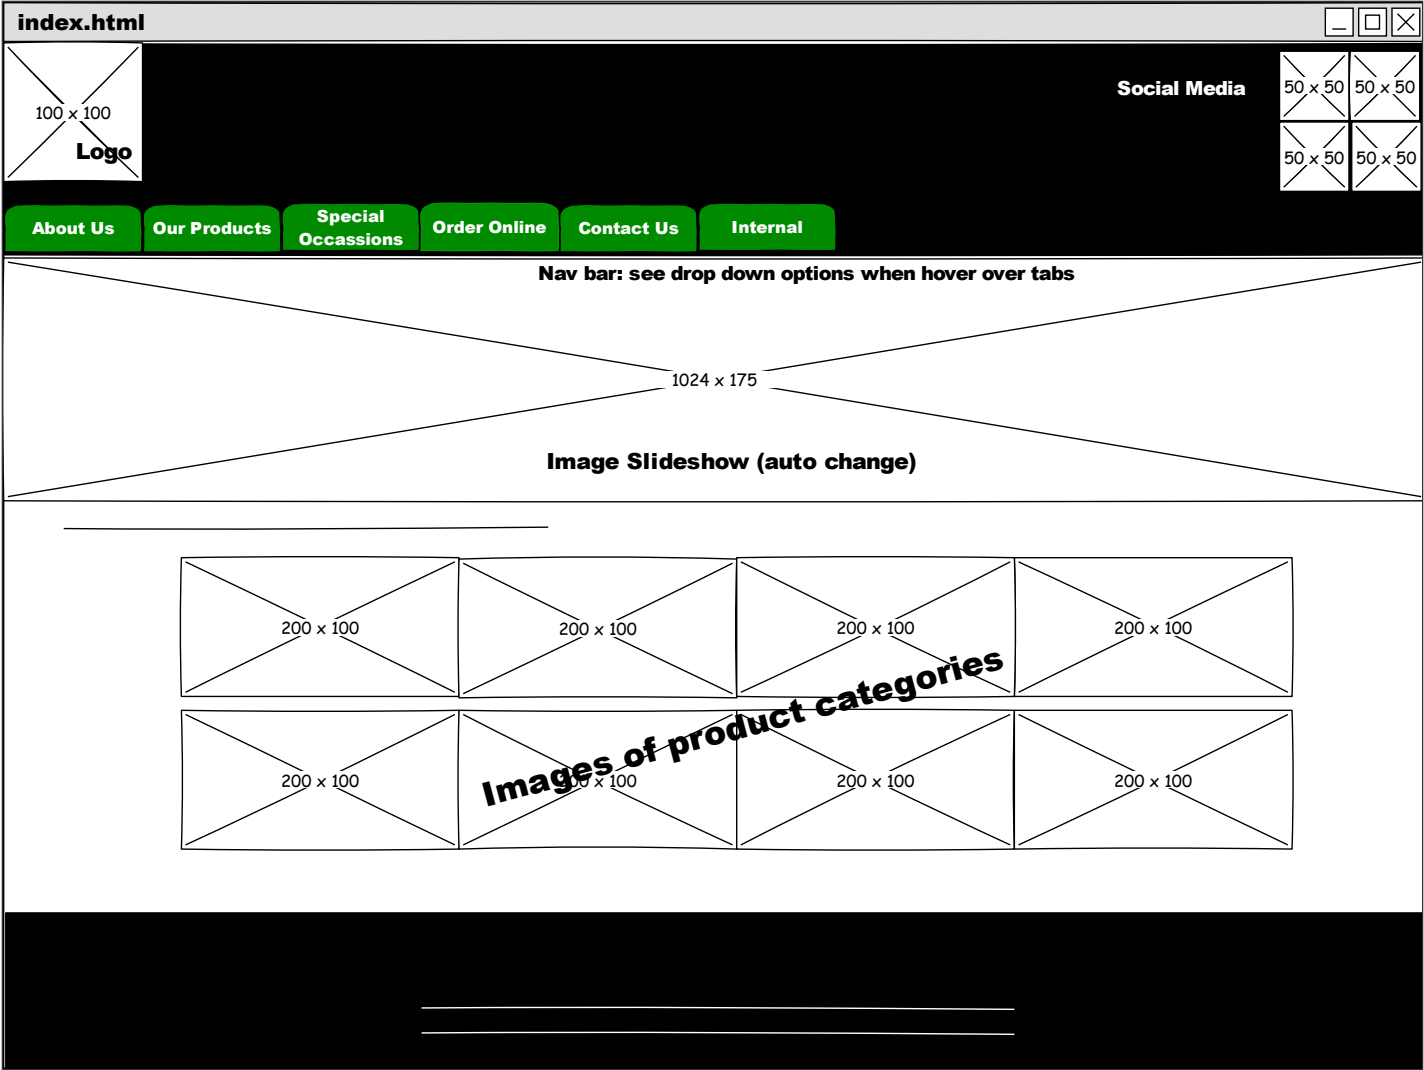 index.html
100 x 100
Logo
Social Media
50 x 50
50 x 50
50 x 50
50 x 50
About Us
Our Products
Special
Occassions
Order Online
Contact Us
Internal
Nav bar: see drop down options when hover over tabs
1024 x 175
Image Slideshow (auto change)
200 x 100
200 x 100
200 x 100
200 x 100
Images of product categories
200 x 100
200 x 100
200 x 100
200 x 100